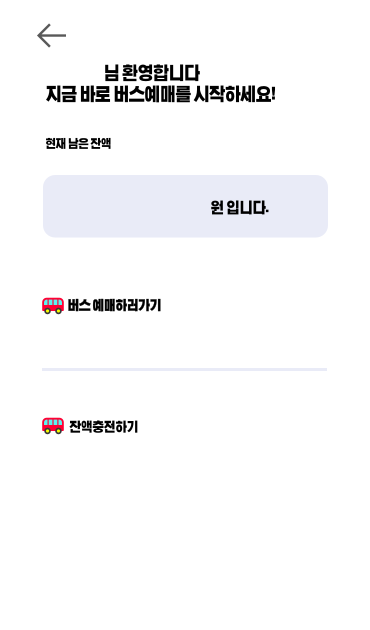 님 환영합니다
지금 바로 버스예매를 시작하세요!
현재 남은 잔액
원 입니다.
버스 예매하러가기
잔액충전하기